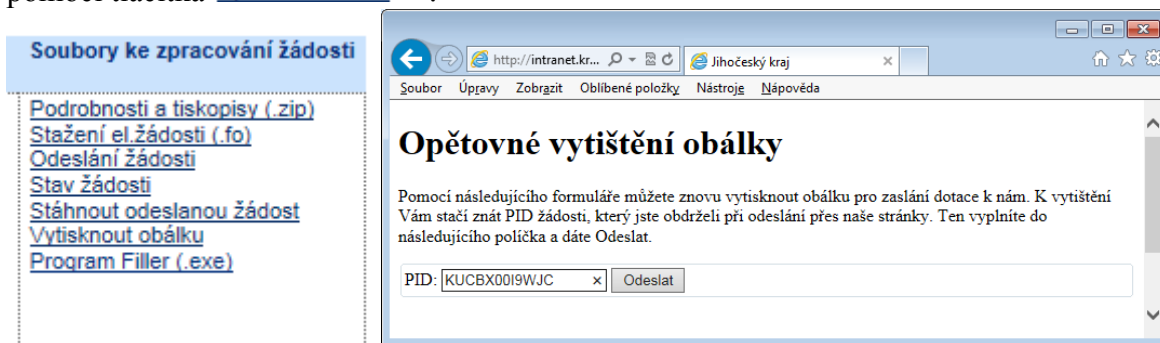 pomocí tlačítka
Soubory ke zpracování žádosti
Podrobnosti a tiskopisy (.zip)
Stažení el.žádosti (.fo)
Odeslání žádosti
Stav žádosti
Stáhnout odeslanou žádost
Vytisknout obálku
Program Filler (.exe)
http://intranet.kr...
Jihočeský kraj
Soubor Úpravy Zobrazit Oblíbené položky Nástroje Nápověda
Opětovné vytištění obálky
Pomocí následujícího formuláře můžete znovu vytisknout obálku pro zaslání dotace k nám. K vytištění
Vám stačí znát PID žádosti, který jste obdrželi při odeslání přes naše stránky. Ten vyplníte do
následujícího políčka a dáte Odeslat.
PID: KUCBX00I9WJC × Odeslat